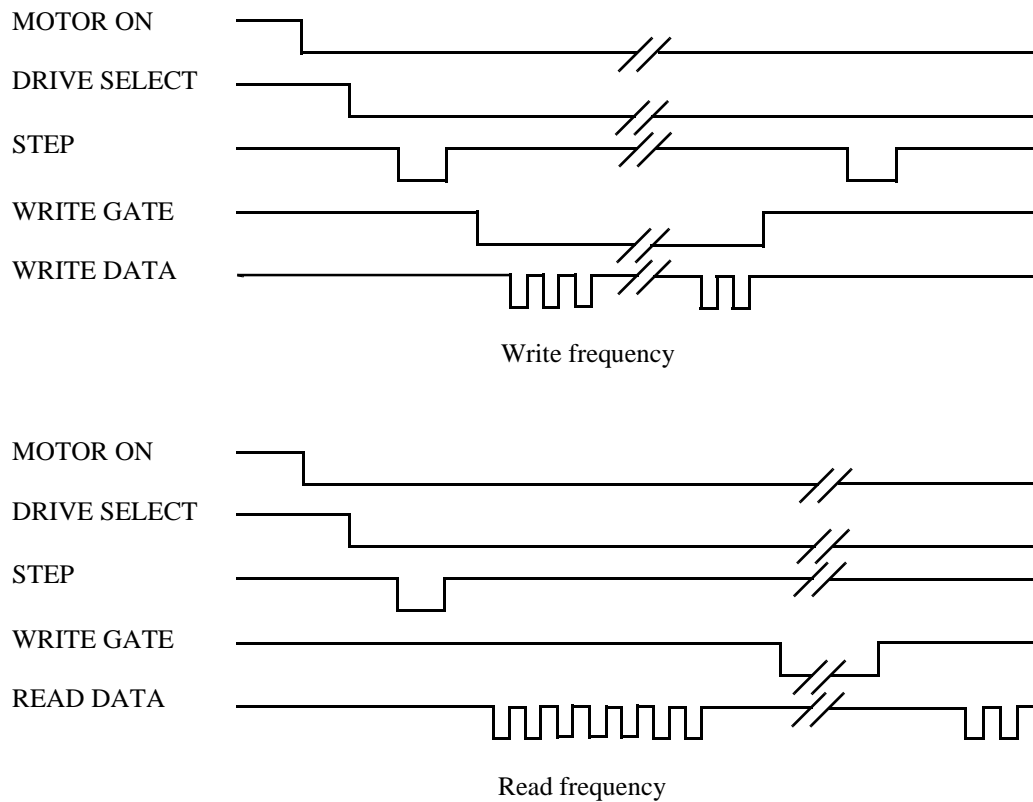 MOTOR ON
DRIVE SELECT
STEP
WRITE GATE
WRITE DATA
Write frequency
MOTOR ON
DRIVE SELECT
STEP
WRITE GATE
READ DATA
Read frequency